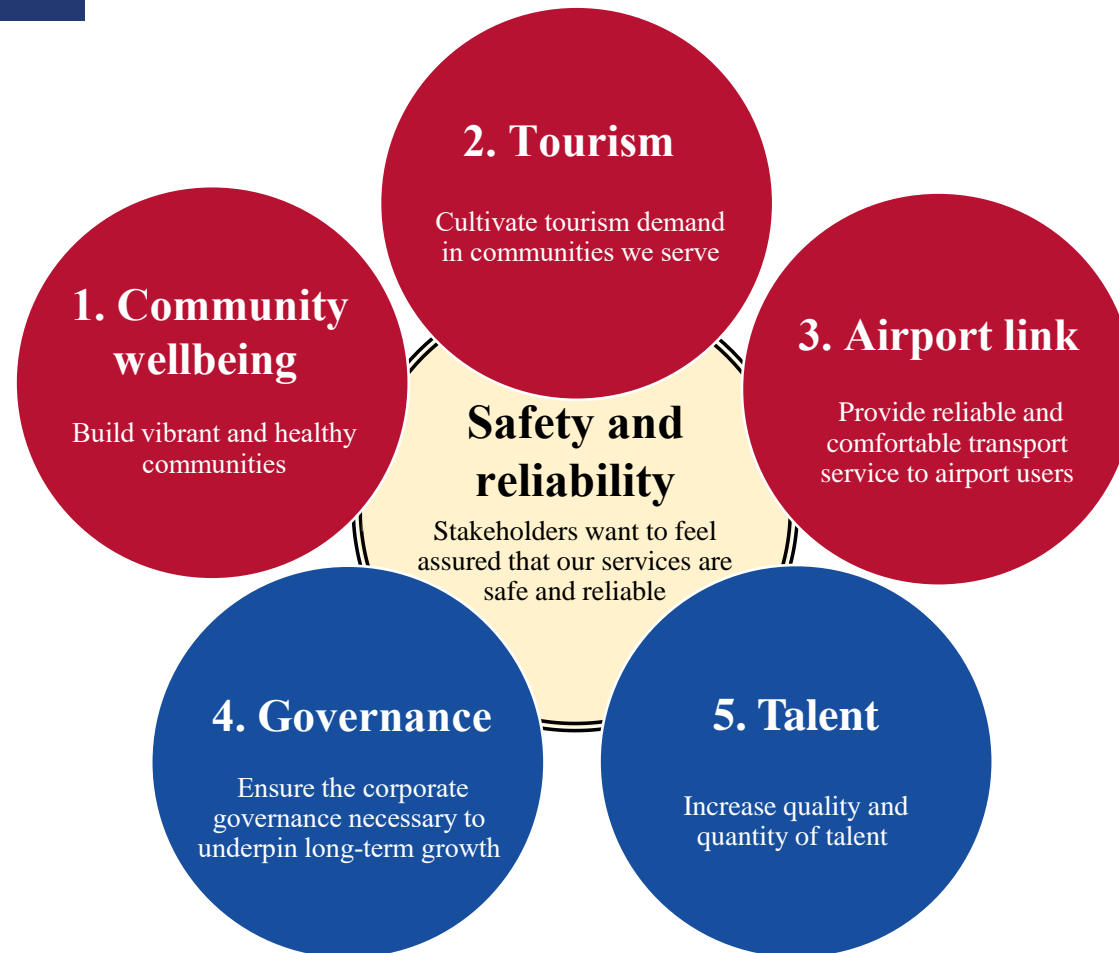 2. Tourism
Cultivate tourism demand
in communities we serve
1. Community
wellbeing
Build vibrant and healthy
communities
3. Airport link
Provide reliable and
comfortable transport
service to airport users
Safety and
reliability
Stakeholders want to feel
assured that our services are
safe and reliable
4. Governance
Ensure the corporate
governance necessary to
underpin long-term growth
5. Talent
Increase quality and
quantity of talent